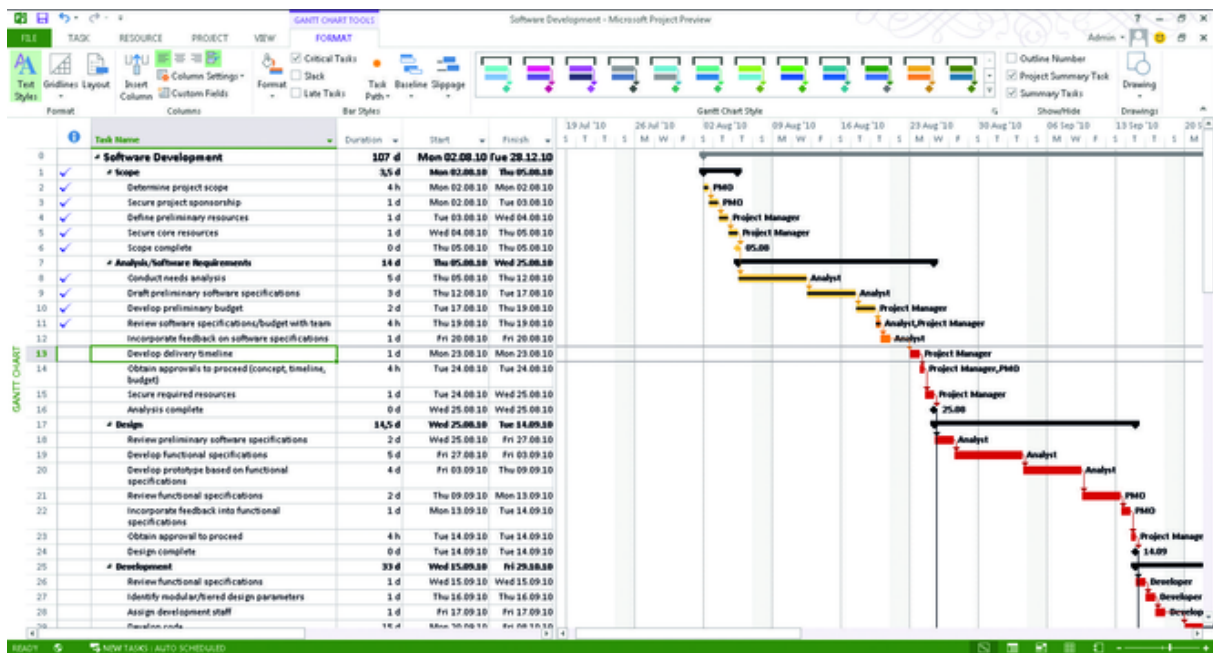 GANTT CHART TOOLS
Software Development - Microsoft Project Preview
FILE TASK RESOURCE PROJECT VIEW FORMAT Admin
Text Styles Gridlines Layout Insert Column Column Settings Custom Fields Format Critical Tasks Slack Late Tasks Task Path Baseline Slippage Outline Number Project Summary Task Summary Tasks Drawing
Format Columns Bar Styles Gantt Chart Style Show/Hide Drawings
Task Name Duration Start Finish 19 Jul '10 26 Jul '10 02 Aug '10 09 Aug '10 16 Aug '10 23 Aug '10 30 Aug '10 06 Sep '10 13 Sep '10 20 S
S T T S M W F S T T S M W F S T T S M W F S T T S M W F S T T S M
0 Software Development 107 d Mon 02.08.10 Tue 28.12.10
1 Scope 3,5 d Mon 02.08.10 Thu 05.08.10
2 Determine project scope 4 h Mon 02.08.10 Mon 02.08.10 PMO
3 Secure project sponsorship 1 d Mon 02.08.10 Tue 03.08.10 PMO
4 Define preliminary resources 1 d Tue 03.08.10 Wed 04.08.10 Project Manager
5 Secure core resources 1 d Wed 04.08.10 Thu 05.08.10 Project Manager
6 Scope complete 0 d Thu 05.08.10 Thu 05.08.10 05.08
7 Analysis/Software Requirements 14 d Thu 05.08.10 Wed 25.08.10
8 Conduct needs analysis 5 d Thu 05.08.10 Thu 12.08.10 Analyst
9 Draft preliminary software specifications 3 d Thu 12.08.10 Tue 17.08.10 Analyst
10 Develop preliminary budget 2 d Tue 17.08.10 Thu 19.08.10 Project Manager
11 Review software specifications/budget with team 4 h Thu 19.08.10 Thu 19.08.10 Analyst,Project Manager
12 Incorporate feedback on software specifications 1 d Fri 20.08.10 Fri 20.08.10 Analyst
13 Develop delivery timeline 1 d Mon 23.08.10 Mon 23.08.10 Project Manager
14 Obtain approvals to proceed (concept, timeline, 4 h Tue 24.08.10 Tue 24.08.10 Project Manager,PMO
budget)
15 Secure required resources 1 d Tue 24.08.10 Wed 25.08.10 Project Manager
16 Analysis complete 0 d Wed 25.08.10 Wed 25.08.10 25.08
17 Design 14,5 d Wed 25.08.10 Tue 14.09.10
18 Review preliminary software specifications 2 d Wed 25.08.10 Fri 27.08.10 Analyst
19 Develop functional specifications 5 d Fri 27.08.10 Fri 03.09.10 Analyst
20 Develop prototype based on functional 4 d Fri 03.09.10 Thu 09.09.10 Analyst
specifications
21 Review functional specifications 2 d Thu 09.09.10 Mon 13.09.10 PMO
22 Incorporate feedback into functional 1 d Mon 13.09.10 Tue 14.09.10 PMO
specifications
23 Obtain approval to proceed 4 h Tue 14.09.10 Tue 14.09.10 Project Manage
24 Design complete 0 d Tue 14.09.10 Tue 14.09.10 14.09
25 Development 33 d Wed 15.09.10 Fri 29.10.10
26 Review functional specifications 1 d Wed 15.09.10 Wed 15.09.10 Developer
27 Identify modular/tiered design parameters 1 d Thu 16.09.10 Thu 16.09.10 Developer
28 Assign development staff 1 d Fri 17.09.10 Fri 17.09.10 Develop
29 Develop code 15 d Mon 20.09.10 Fri 08.10.10
GANTT CHART
READY NEW TASKS : AUTO SCHEDULED